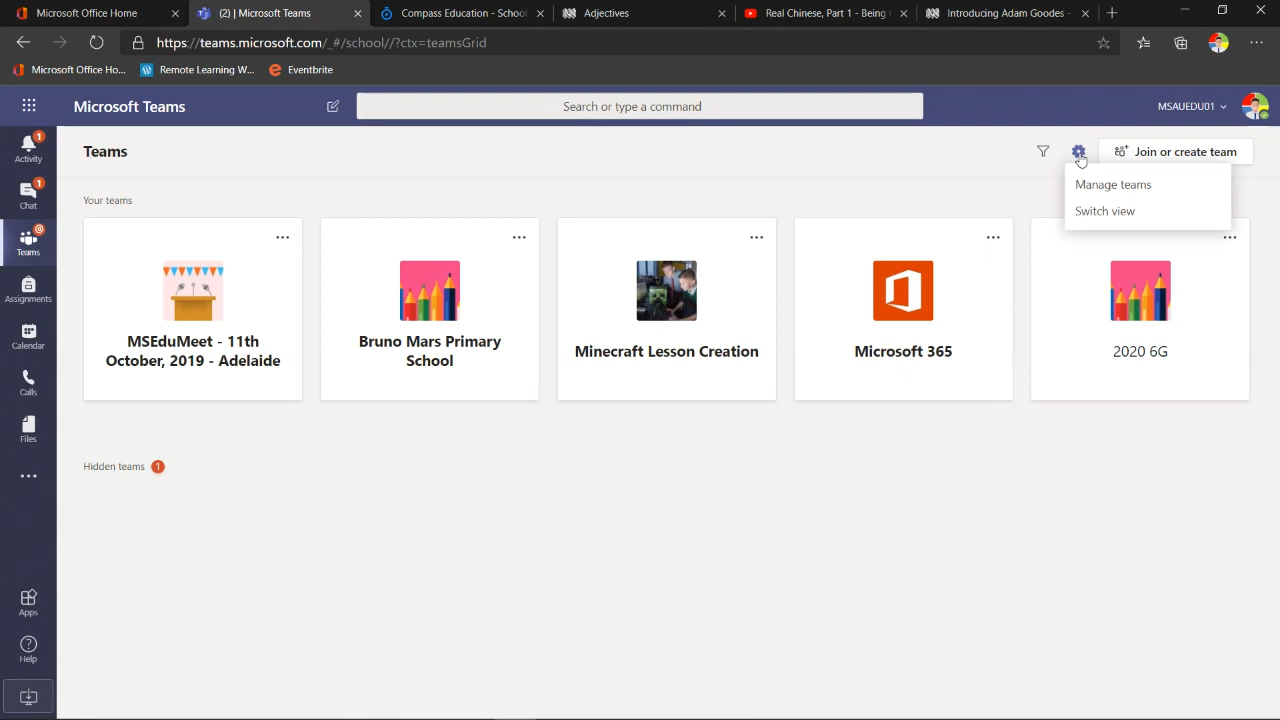 Microsoft Office Home
(2) | Microsoft Teams
Compass Education - School
Adjectives
Real Chinese, Part 1 - Being
Introducing Adam Goodes -
https://teams.microsoft.com/_#/school//?ctx=teamsGrid
Microsoft Office Ho...
Remote Learning W...
Eventbrite
Microsoft Teams
Search or type a command
MSAUEDU01
1
Activity
1
Chat
Teams
Assignments
Calendar
Calls
Files
Apps
Help
Teams
Join or create team
Manage teams
Switch view
Your teams
MSEduMeet - 11th
October, 2019 - Adelaide
Bruno Mars Primary
School
Minecraft Lesson Creation
Microsoft 365
2020 6G
Hidden teams 1